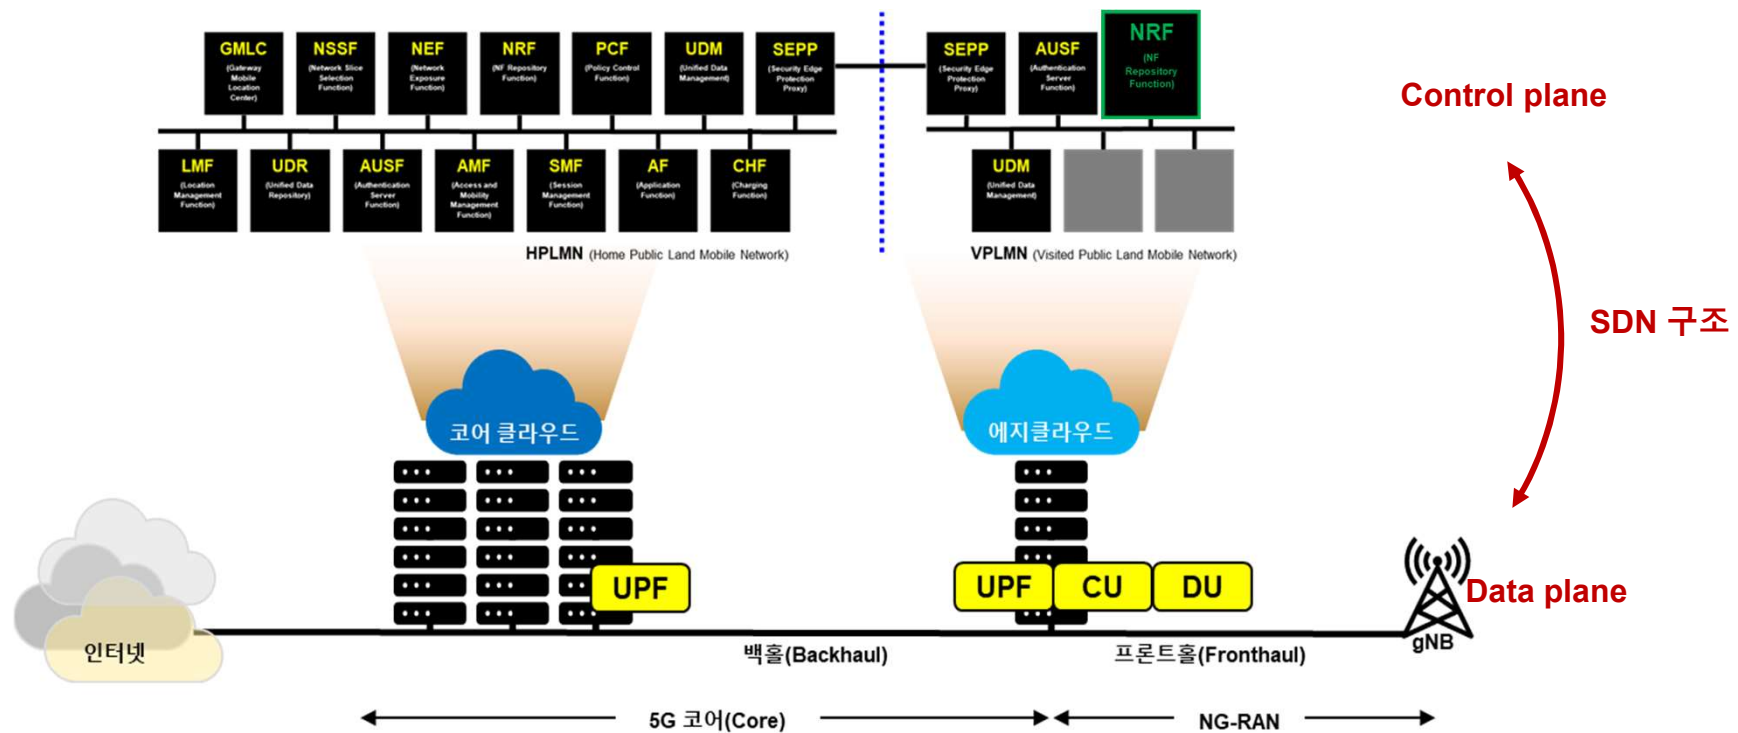 GMLC
(Gateway
Mobile
Location
Center)
NSSF
(Network Slice
Selection
Function)
NEF
(Network
Exposure
Function)
NRF
(NF Repository
Function)
PCF
(Policy Control
Function)
UDM
(Unified Data
Management)
SEPP
(Security Edge
Protection
Proxy)
SEPP
(Security Edge
Protection
Proxy)
AUSF
(Authentication
Server
Function)
NRF
(NF
Repository
Function)
Control plane
LMF
(Location
Management
Function)
UDR
(Unified Data
Repository)
AUSF
(Authentication
Server
Function)
AMF
(Access and
Mobility
Management
Function)
SMF
(Session
Management
Function)
AF
(Application
Function)
CHF
(Charging
Function)
UDM
(Unified Data
Management)
HPLMN (Home Public Land Mobile Network)
VPLMN (Visited Public Land Mobile Network)
SDN 구조
코어 클라우드
에지클라우드
UPF
UPF
CU
DU
Data plane
인터넷
백홀(Backhaul)
프론트홀(Fronthaul)
gNB
5G 코어(Core)
NG-RAN